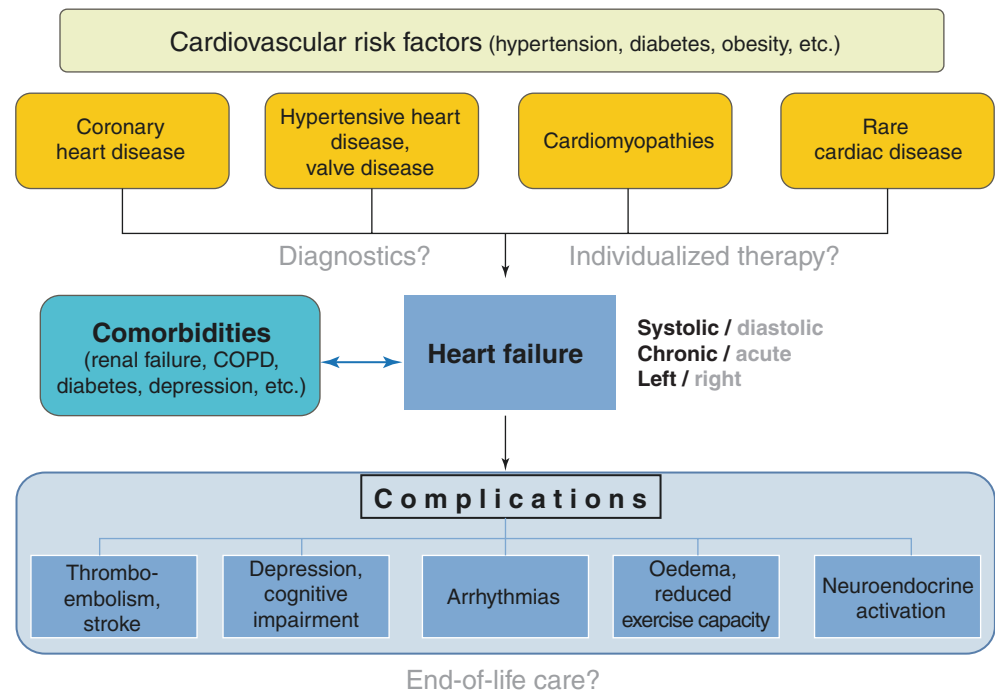 Cardiovascular risk factors (hypertension, diabetes, obesity, etc.)
Coronary
heart disease
Hypertensive heart
disease,
valve disease
Cardiomyopathies
Rare
cardiac disease
Diagnostics?
Individualized therapy?
Comorbidities
(renal failure, COPD,
diabetes, depression, etc.)
Heart failure
Systolic / diastolic
Chronic / acute
Left / right
Complications
Thrombo-
embolism,
stroke
Depression,
cognitive
impairment
Arrhythmias
Oedema,
reduced
exercise capacity
Neuroendocrine
activation
End-of-life care?